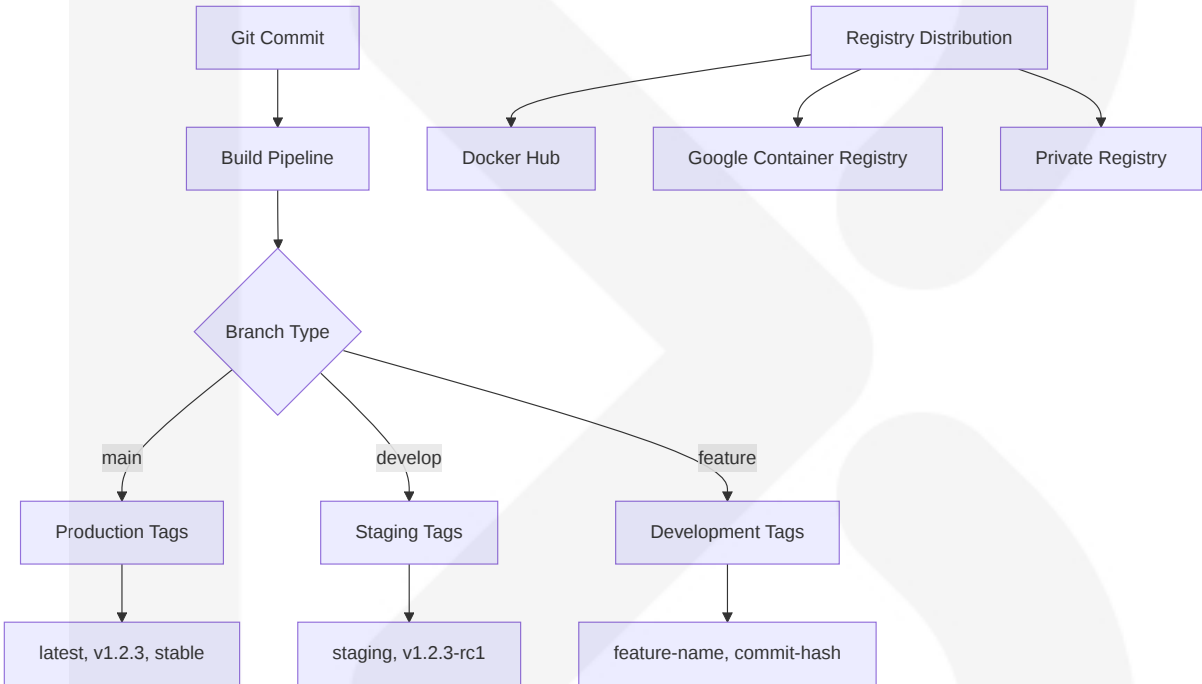 Git Commit
Registry Distribution
Build Pipeline
Docker Hub
Google Container Registry
Private Registry
Branch Type
main
develop
feature
Production Tags
Staging Tags
Development Tags
latest, v1.2.3, stable
staging, v1.2.3-rc1
feature-name, commit-hash